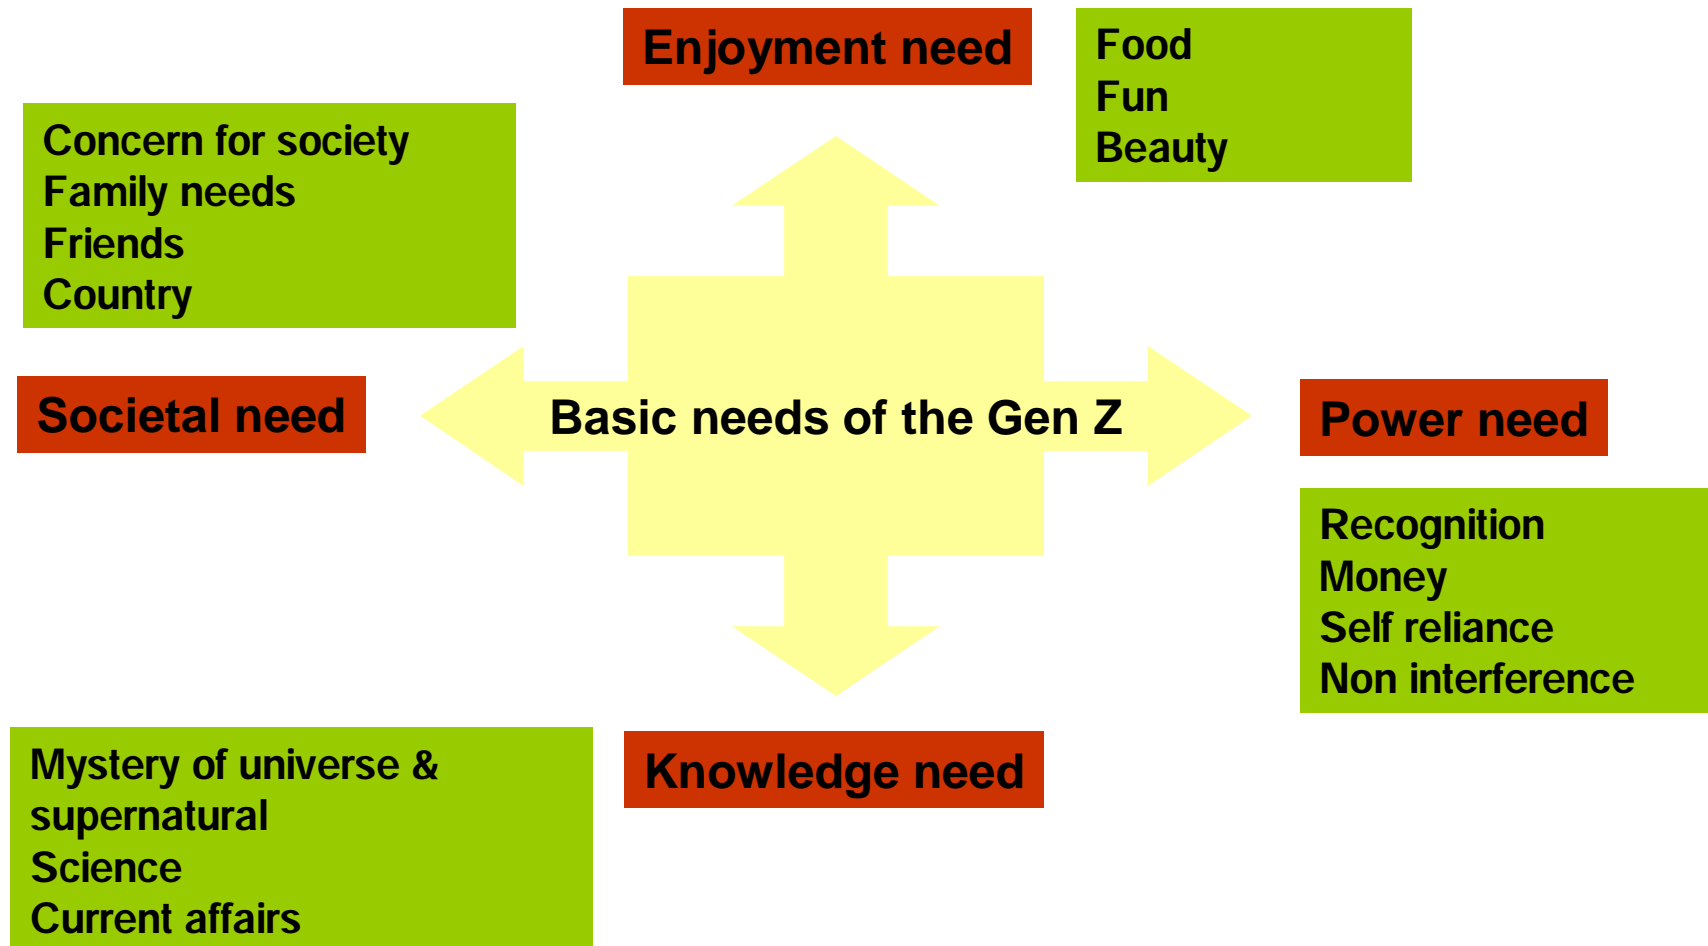 Enjoyment need
Food
Fun
Beauty
Concern for society
Family needs
Friends
Country
Societal need
Basic needs of the Gen Z
Power need
Recognition
Money
Self reliance
Non interference
Knowledge need
Mystery of universe &
supernatural
Science
Current affairs